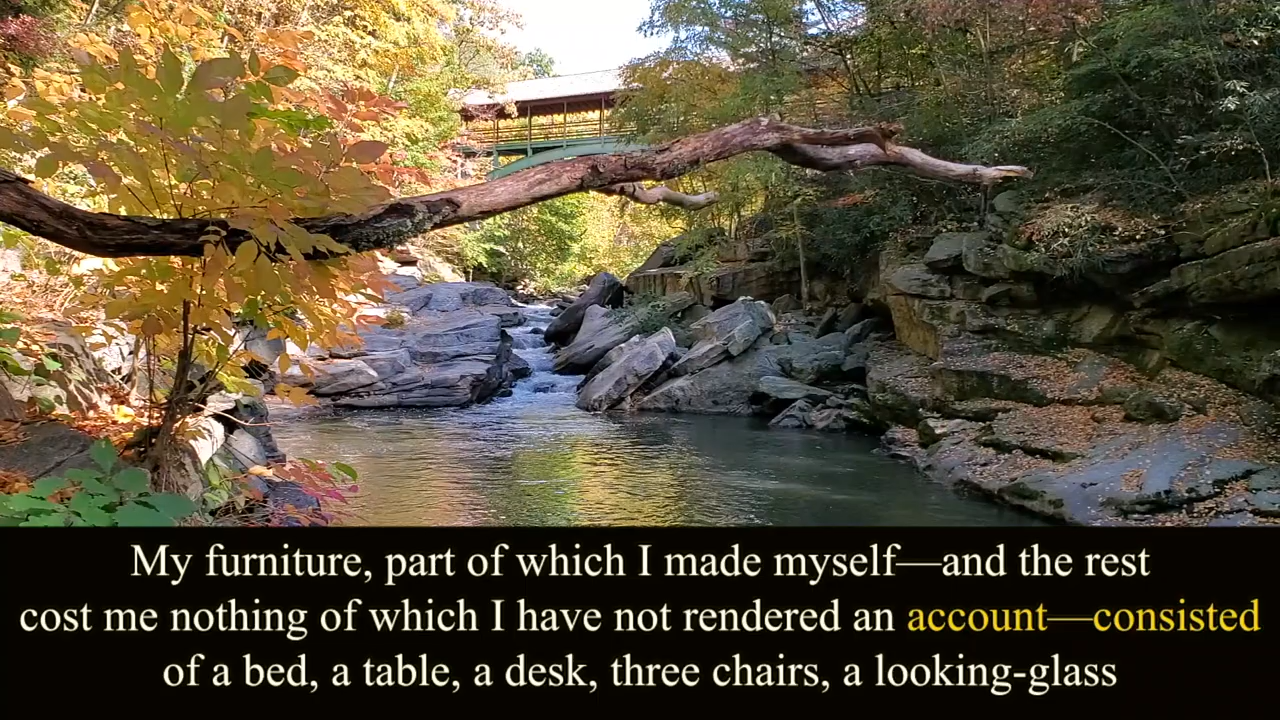 My furniture, part of which I made myself—and the rest
cost me nothing of which I have not rendered an account—consisted
of a bed, a table, a desk, three chairs, a looking-glass